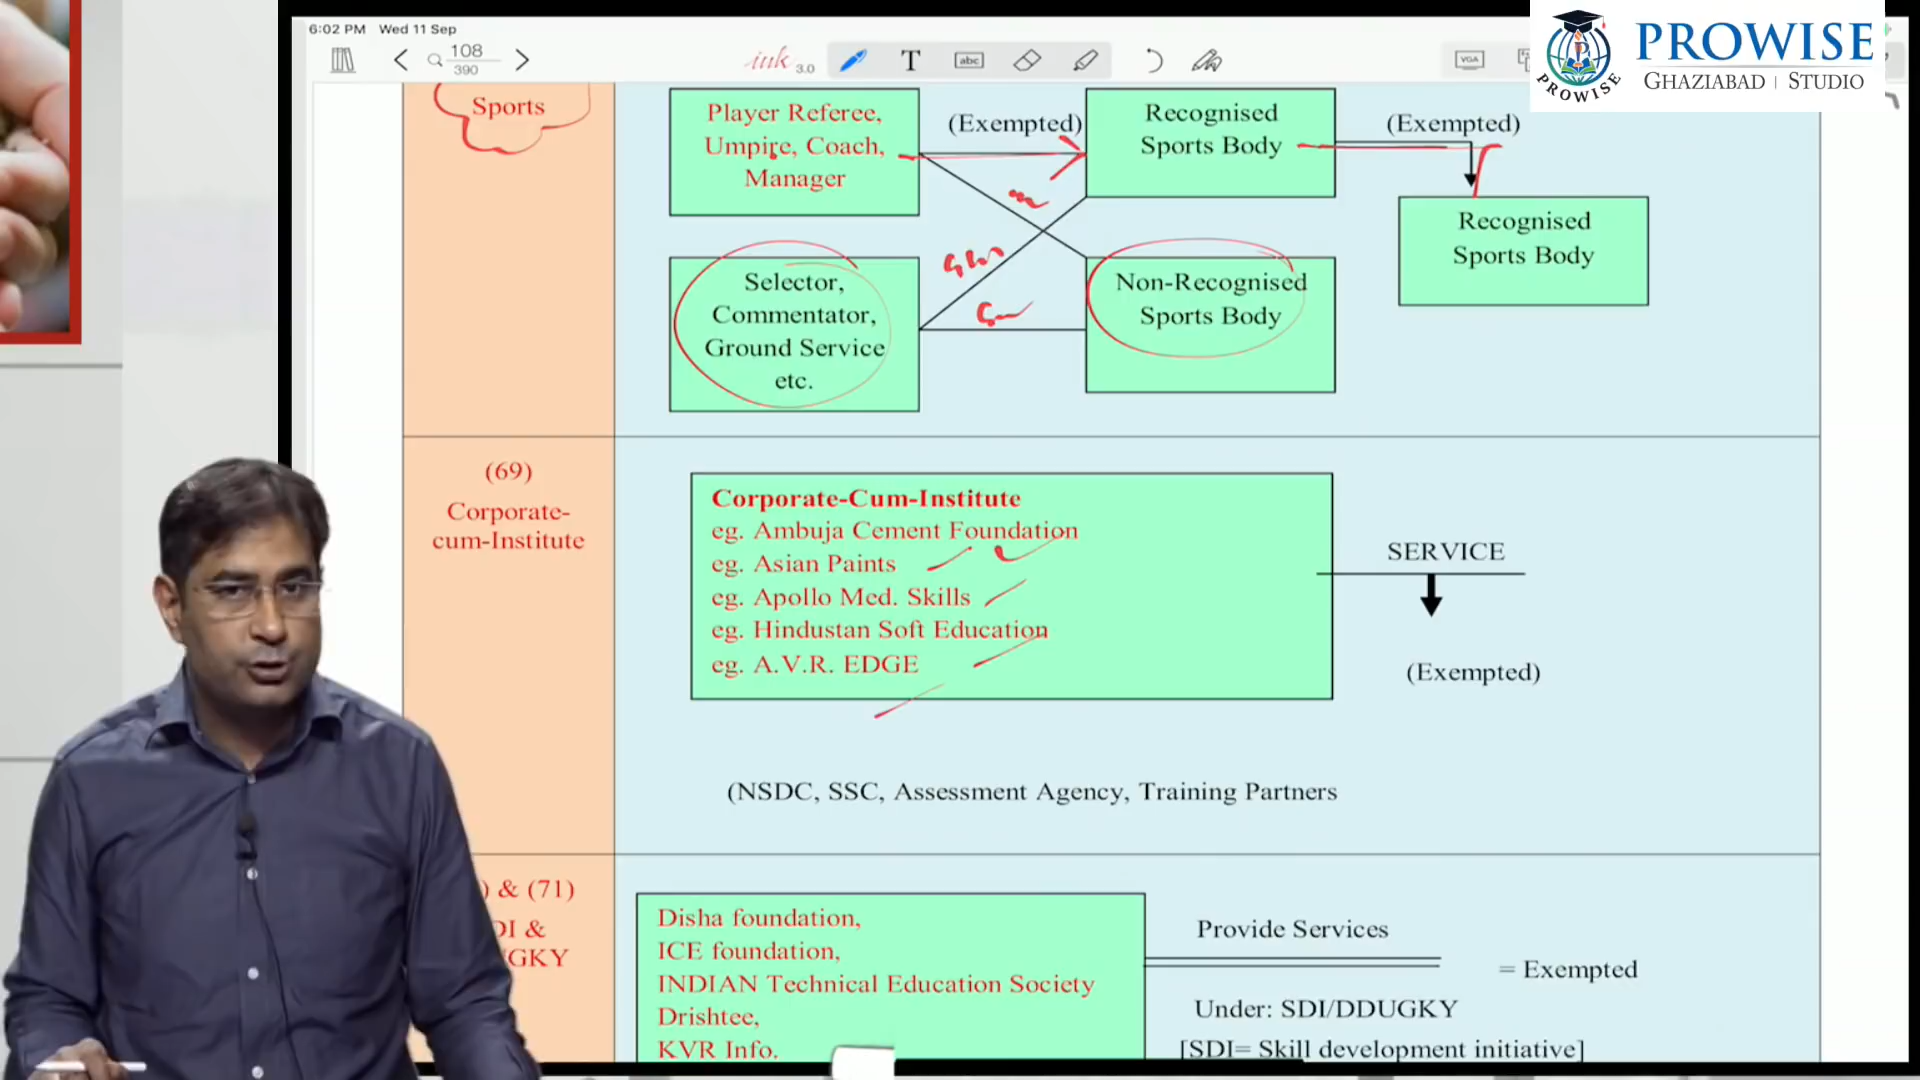 6:02 PM Wed 11 Sep
108
390
ink 3.0
T
abc
VGA
PROWISE
PROWISE
GHAZIABAD | STUDIO
Sports
Player Referee,
Umpire, Coach,
Manager
(Exempted)
Recognised
Sports Body
(Exempted)
Recognised
Sports Body
Selector,
Commentator,
Ground Service
etc.
Non-Recognised
Sports Body
(69)
Corporate-
cum-Institute
Corporate-Cum-Institute
eg. Ambuja Cement Foundation
eg. Asian Paints
eg. Apollo Med. Skills
eg. Hindustan Soft Education
eg. A.V.R. EDGE
SERVICE
(Exempted)
(NSDC, SSC, Assessment Agency, Training Partners
) & (71)
DI &
GKY
Disha foundation,
ICE foundation,
INDIAN Technical Education Society
Drishtee,
KVR Info.
Provide Services
= Exempted
Under: SDI/DDUGKY
[SDI= Skill development initiative]